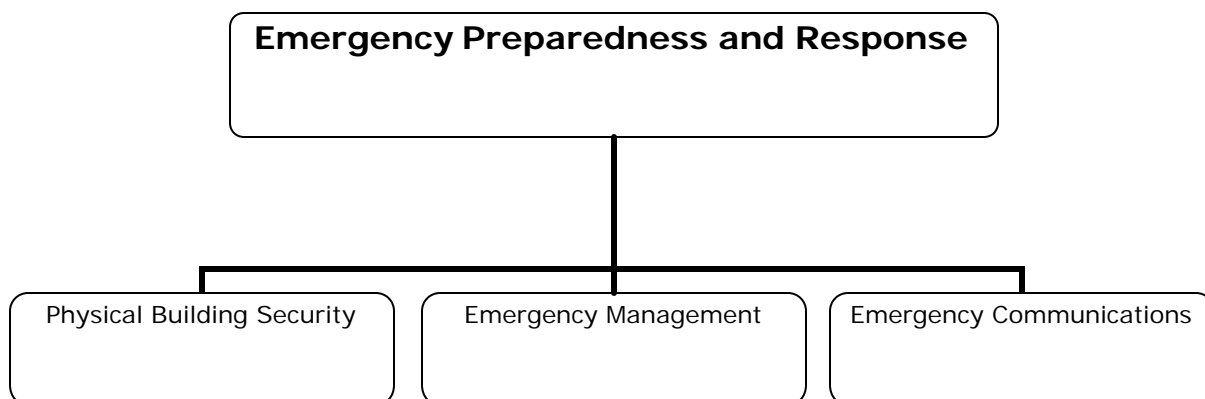 Emergency Preparedness and Response
Physical Building Security
Emergency Management
Emergency Communications